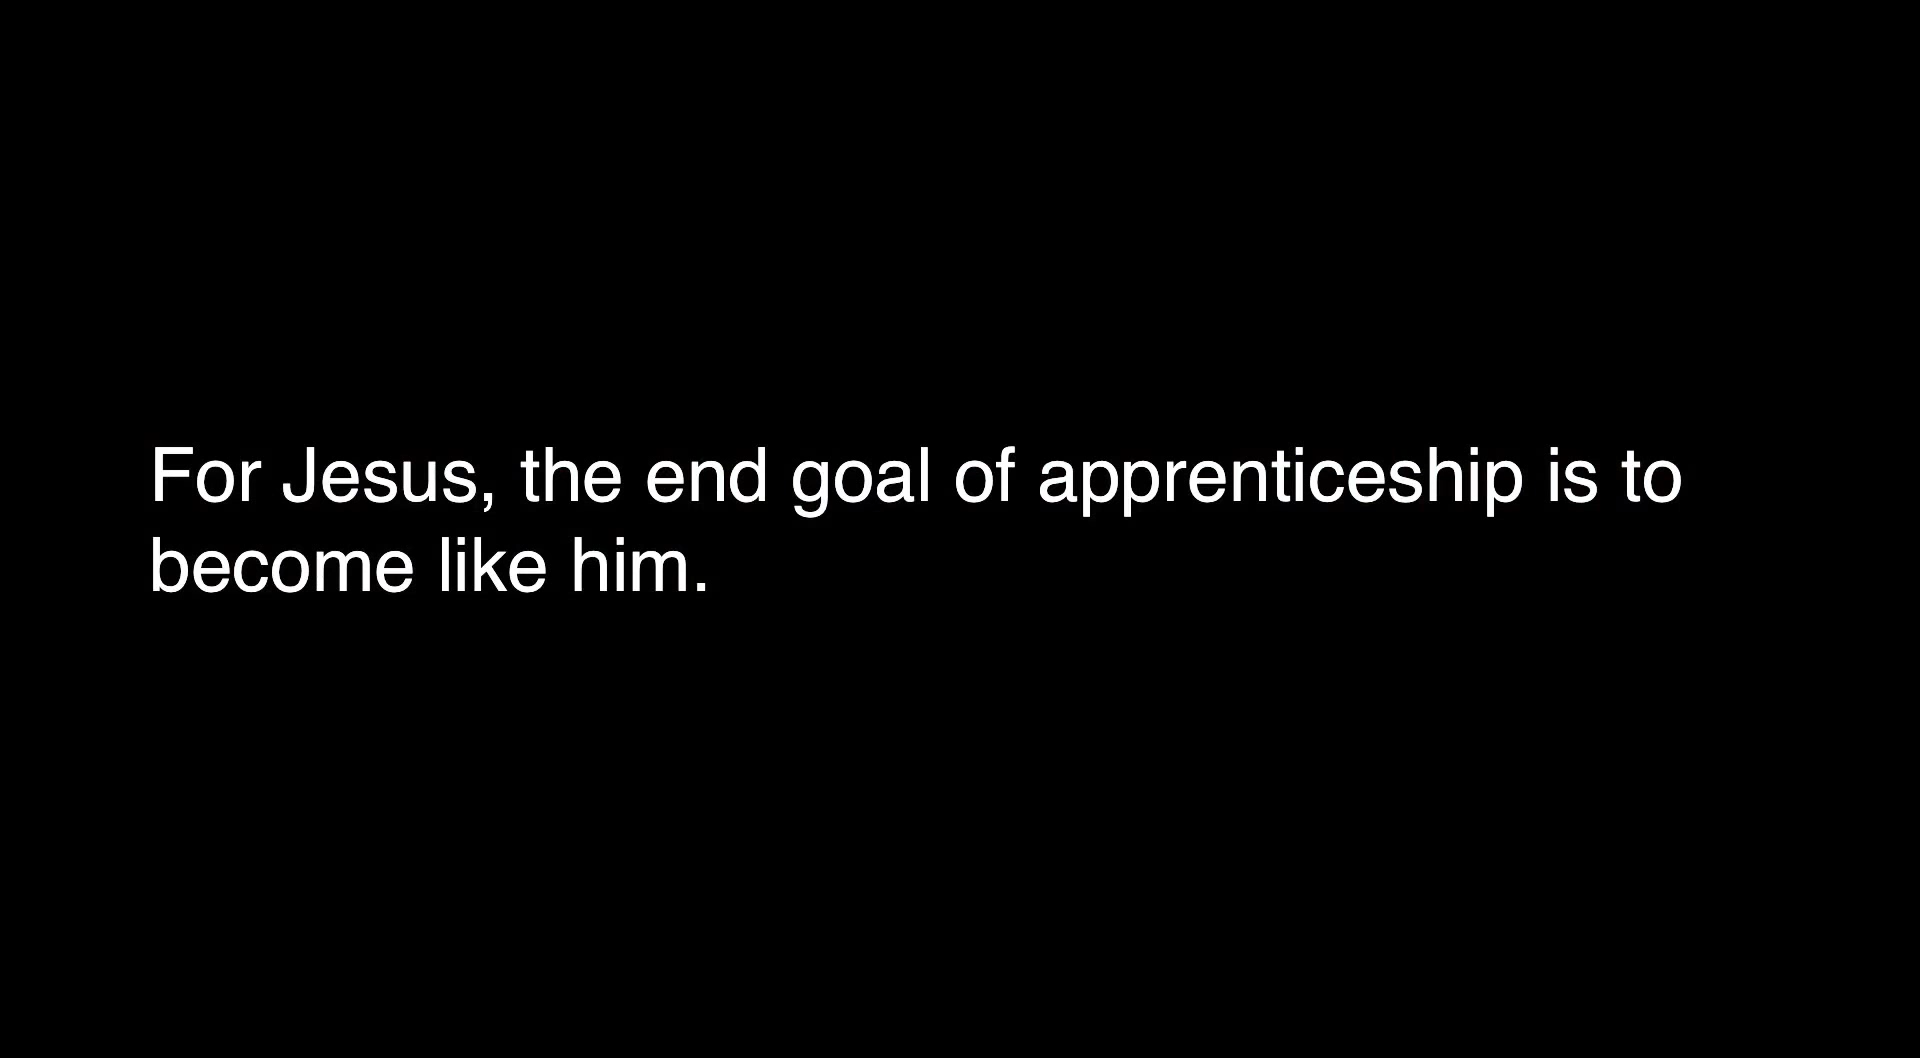 For Jesus, the end goal of apprenticeship is to
become like him.